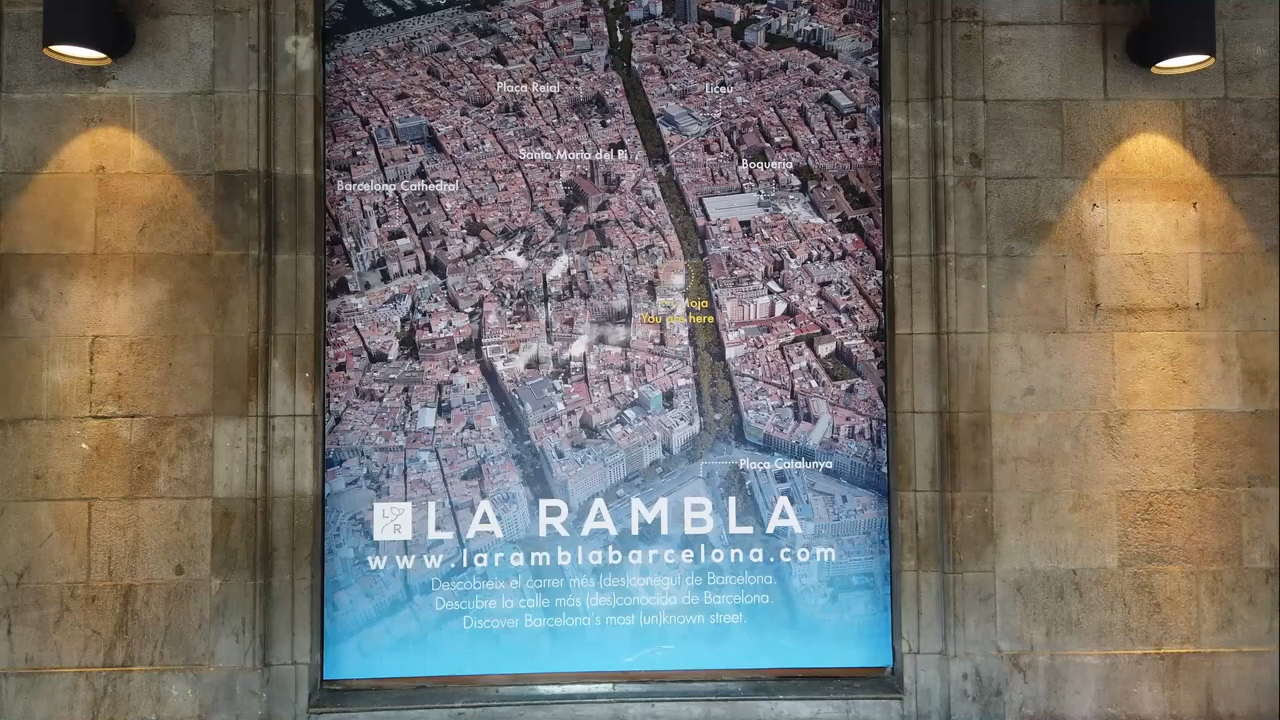 Plaça Reial
Liceu
Santa Maria del Pi
Boqueria
Barcelona Cathedral
Moja
You are here
Plaça Catalunya
L
R
LA RAMBLA
www.laramblabarcelona.com
Descobreix el carrer més (des)conegut de Barcelona.
Descubre la calle más (des)conocida de Barcelona.
Discover Barcelona's most (un)known street.